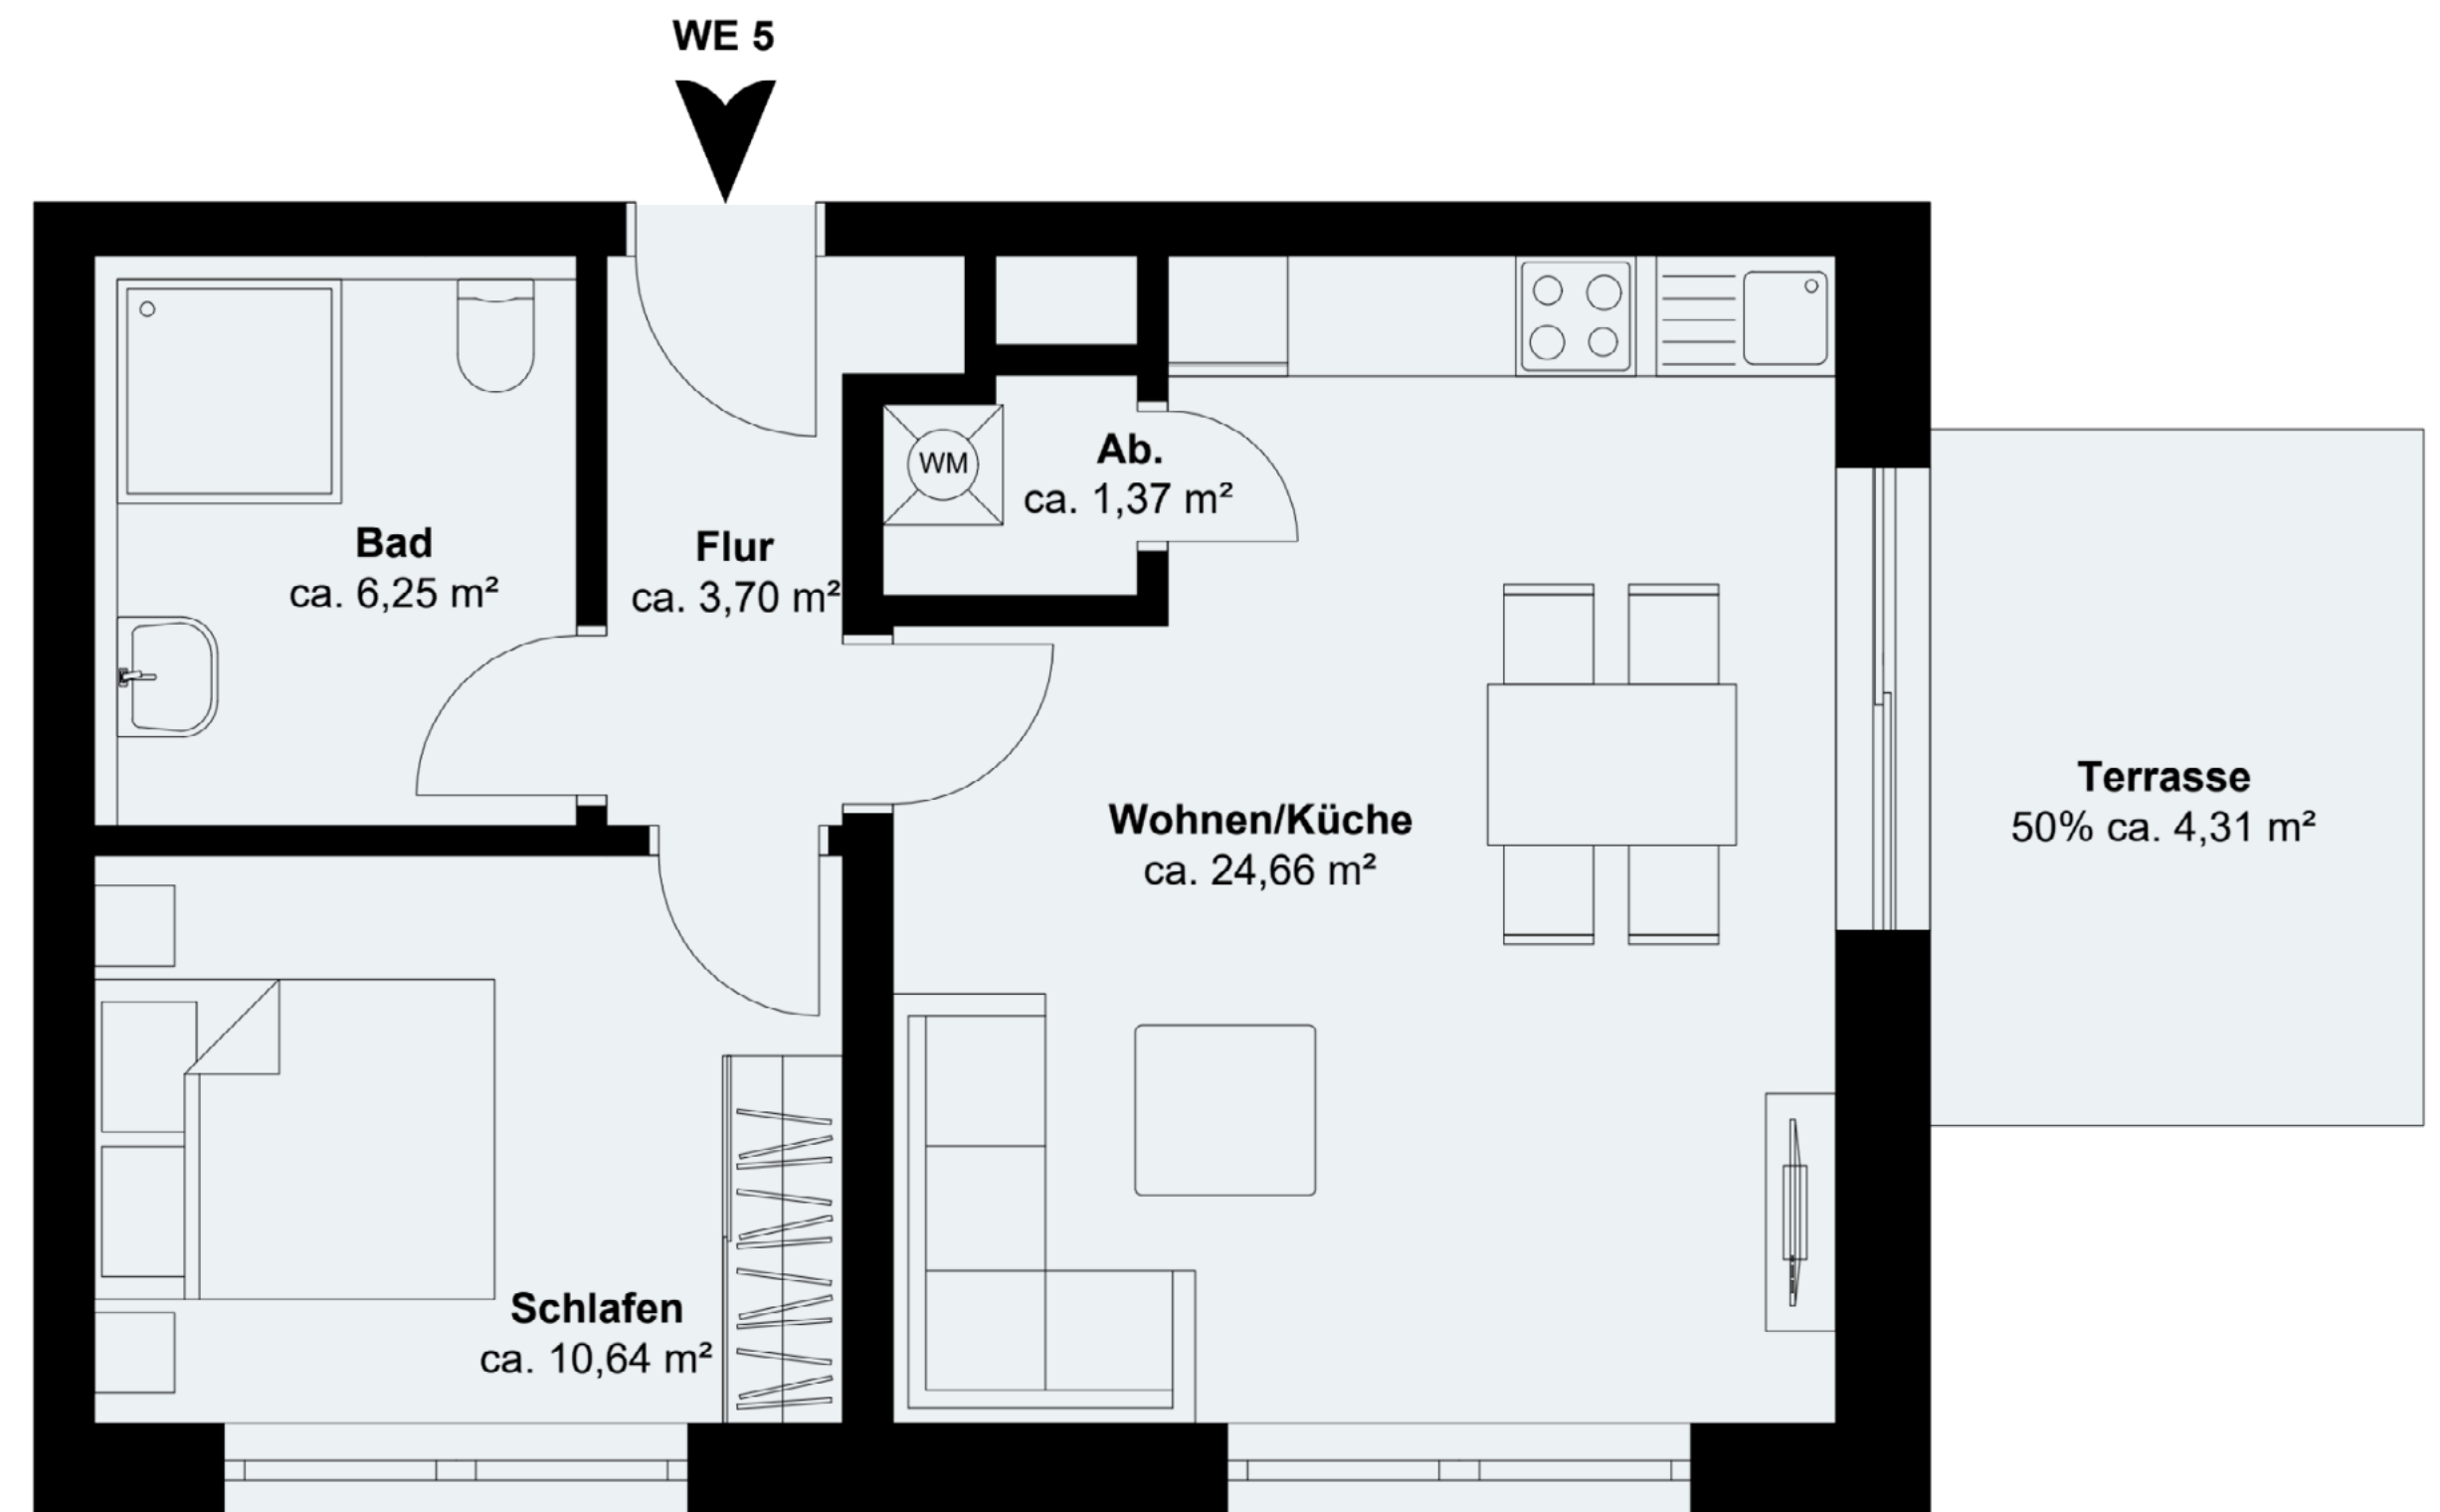 WE 5
Bad
ca. 6,25 m²
Flur
ca. 3,70 m²
WM
Ab.
ca. 1,37 m²
Wohnen/Küche
ca. 24,66 m²
Terrasse
50% ca. 4,31 m²
Schlafen
ca. 10,64 m²